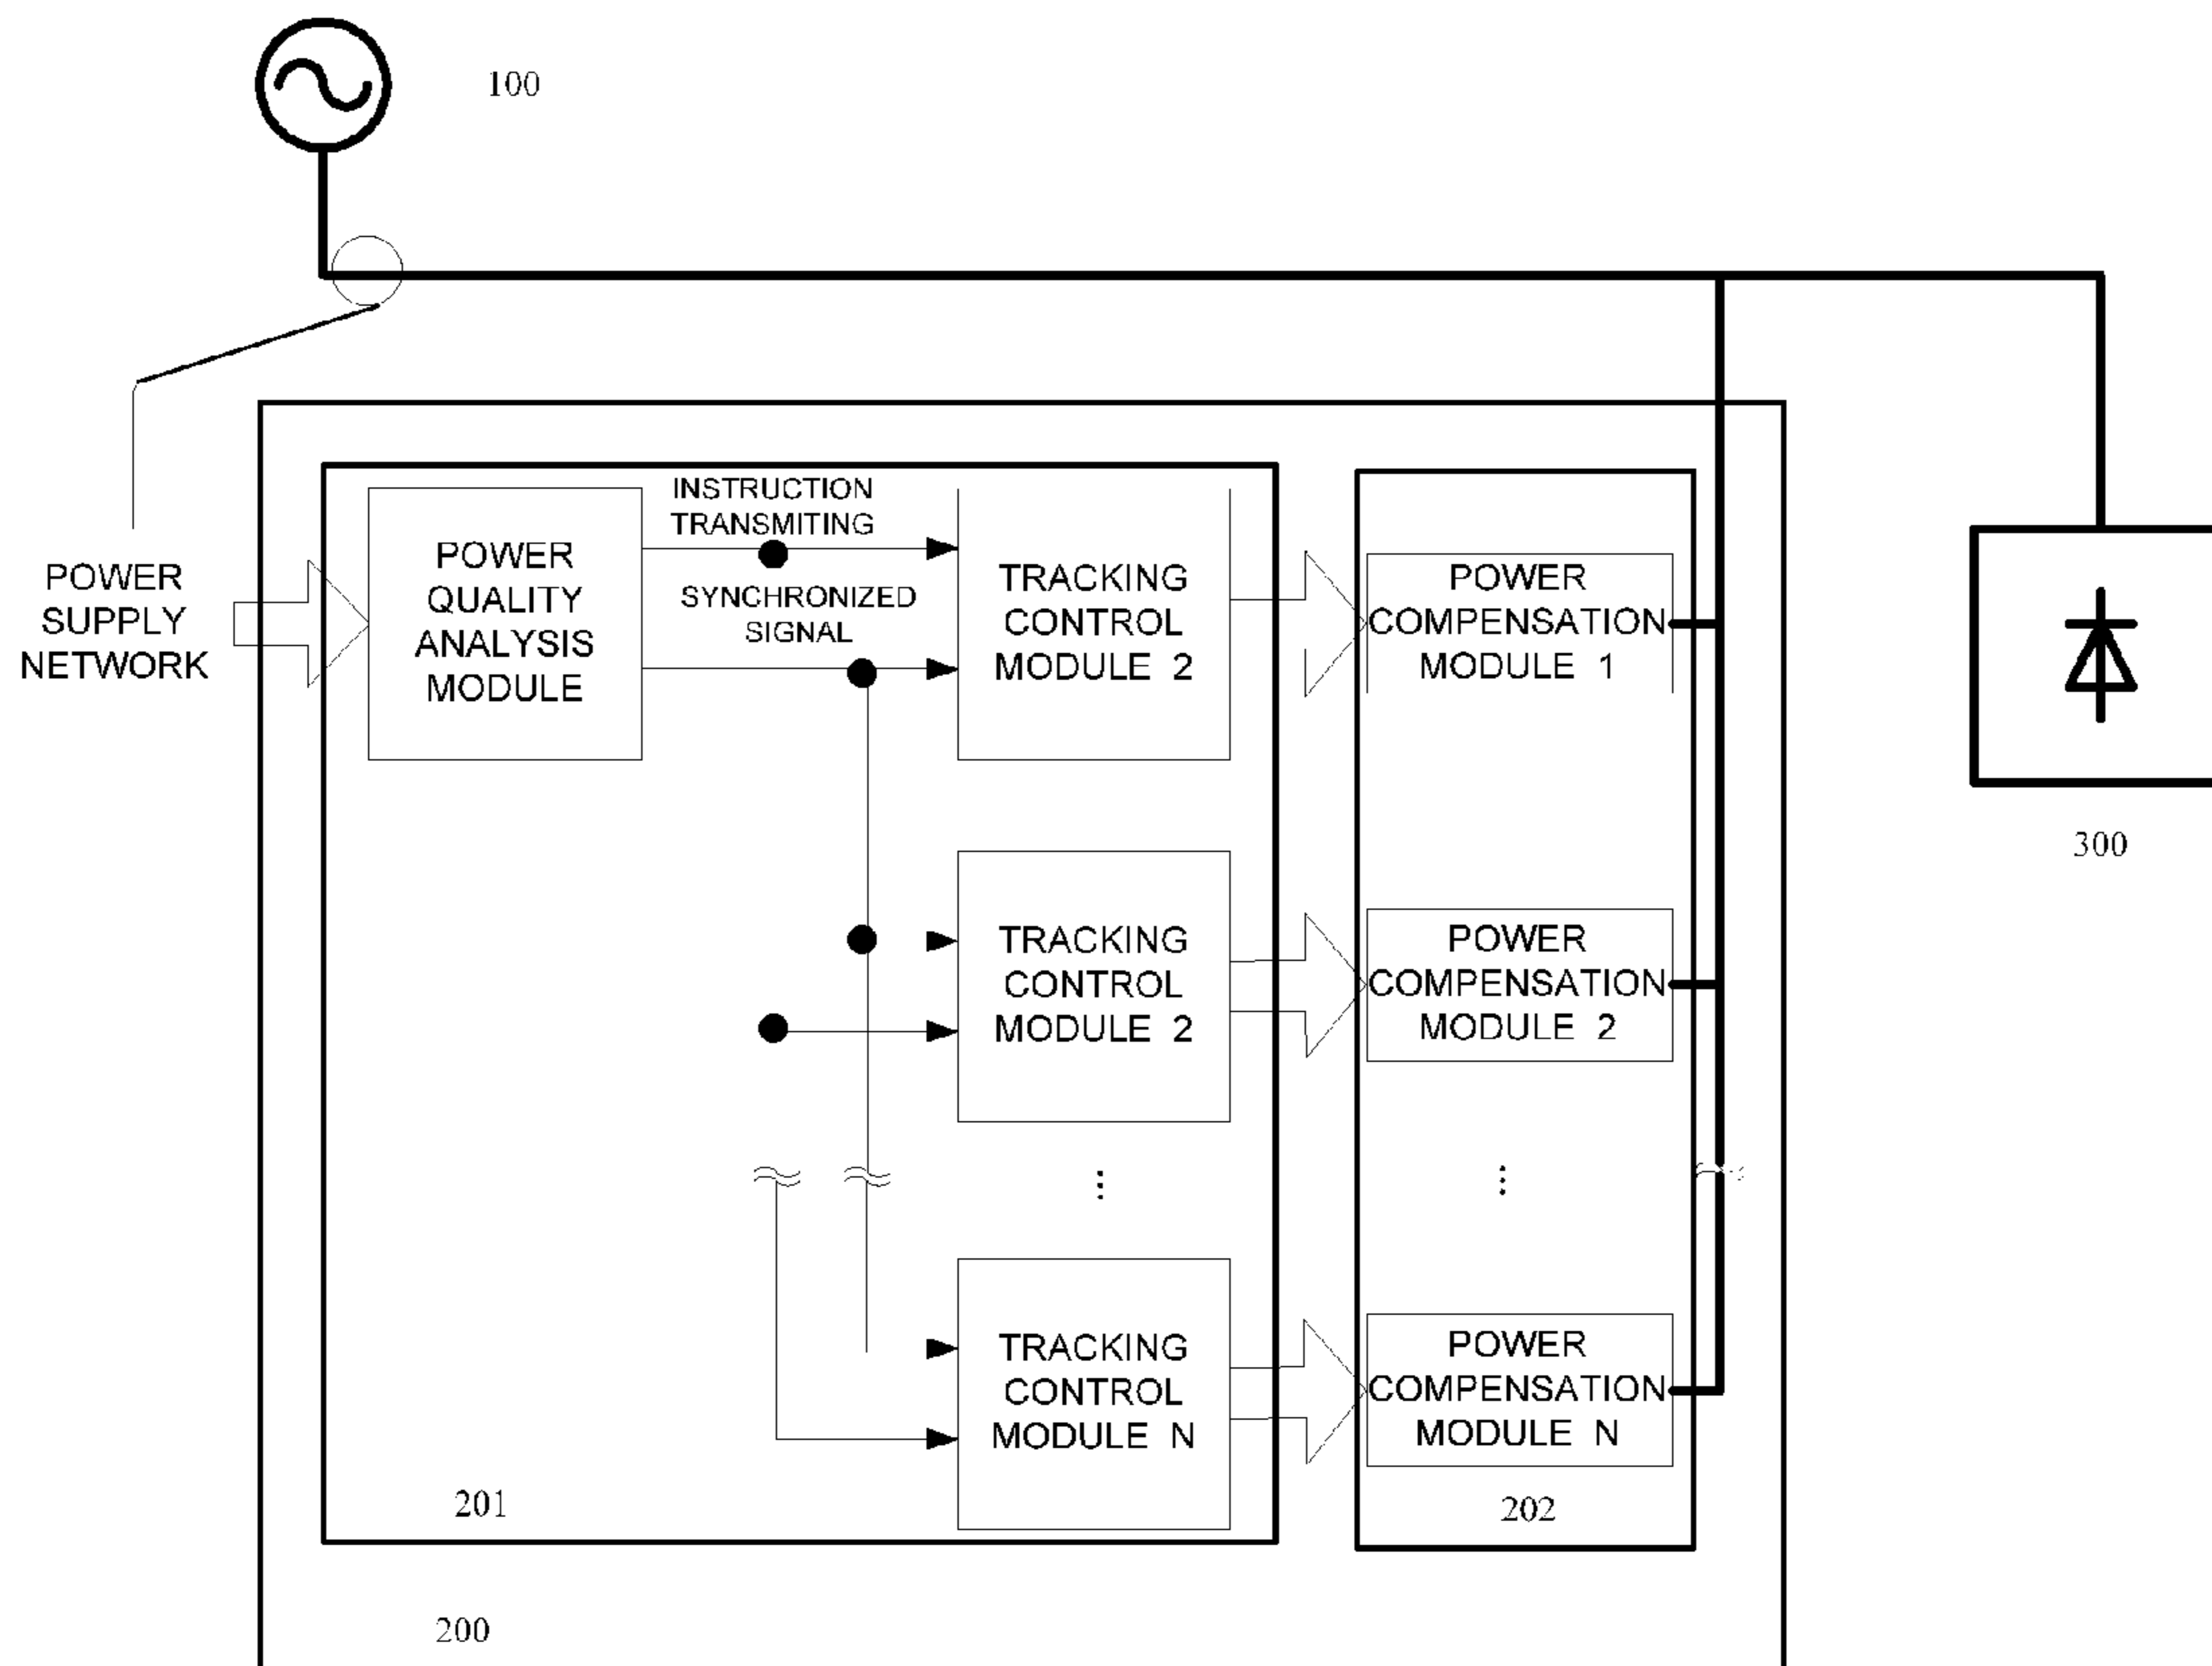 100
INSTRUCTION
TRANSMITING
SYNCHRONIZED
SIGNAL
POWER
SUPPLY
NETWORK
POWER
QUALITY
ANALYSIS
MODULE
TRACKING
CONTROL
MODULE 2
POWER
COMPENSATION
MODULE 1
300
TRACKING
CONTROL
MODULE 2
POWER
COMPENSATION
MODULE 2
...
...
TRACKING
CONTROL
MODULE N
POWER
COMPENSATION
MODULE N
201
202
200